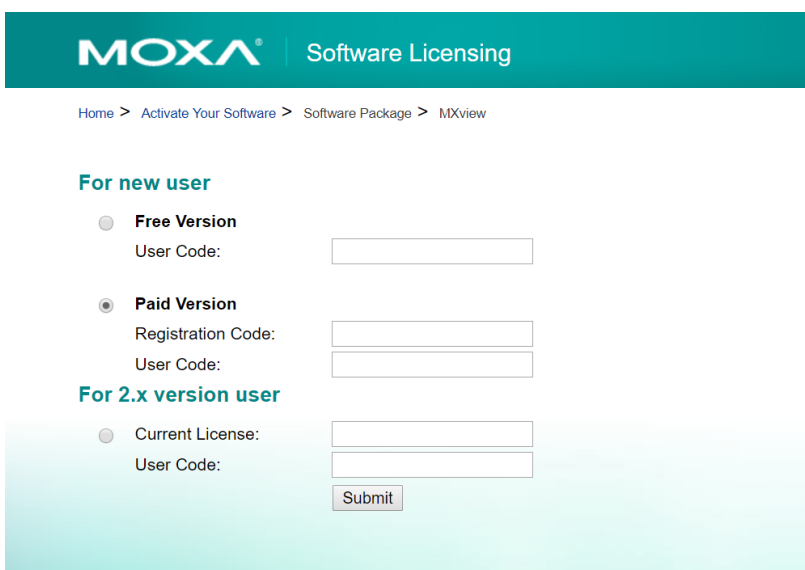 MOXA® Software Licensing
Home > Activate Your Software > Software Package > MXview
For new user
Free Version
User Code:
Paid Version
Registration Code:
User Code:
For 2.x version user
Current License:
User Code:
Submit